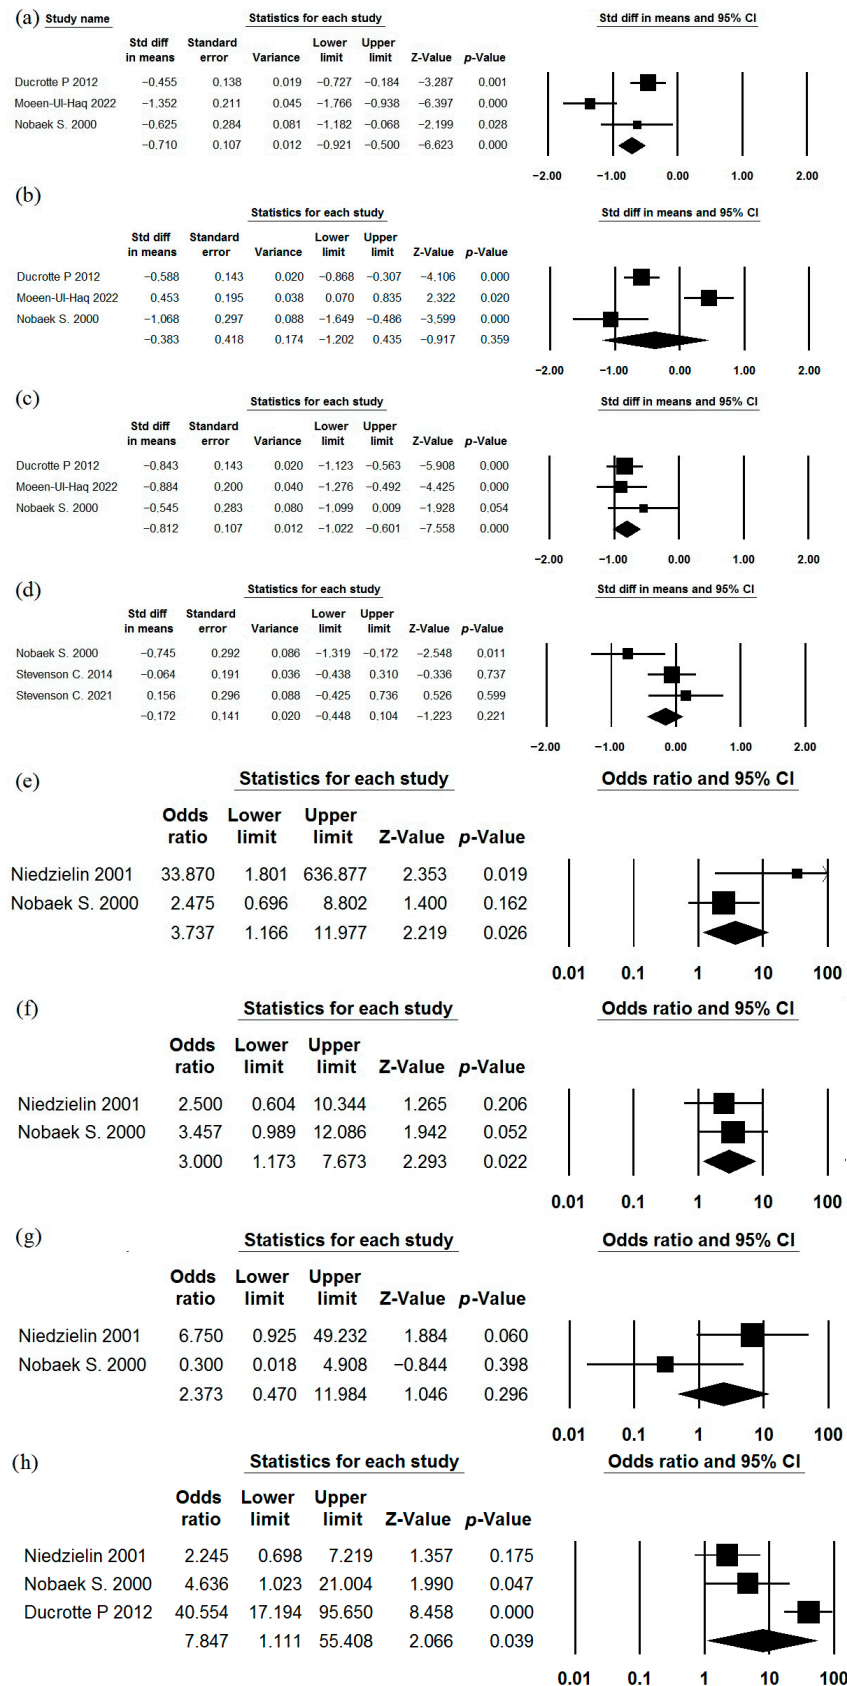 (a) Study name Statistics for each study Std diff in means and 95% CI
Std diff Standard Lower Upper
in means error Variance limit limit Z-Value p-Value
Ducrotte P 2012 −0.455 0.138 0.019 −0.727 −0.184 −3.287 0.001
Moeen-Ul-Haq 2022 −1.352 0.211 0.045 −1.766 −0.938 −6.397 0.000
Nobaek S. 2000 −0.625 0.284 0.081 −1.182 −0.068 −2.199 0.028
−0.710 0.107 0.012 −0.921 −0.500 −6.623 0.000
−2.00 −1.00 0.00 1.00 2.00
(b)
Statistics for each study Std diff in means and 95% CI
Std diff Standard Lower Upper
in means error Variance limit limit Z-Value p-Value
Ducrotte P 2012 −0.588 0.143 0.020 −0.868 −0.307 −4.106 0.000
Moeen-Ul-Haq 2022 0.453 0.195 0.038 0.070 0.835 2.322 0.020
Nobaek S. 2000 −1.068 0.297 0.088 −1.649 −0.486 −3.599 0.000
−0.383 0.418 0.174 −1.202 0.435 −0.917 0.359
−2.00 −1.00 0.00 1.00 2.00
(c)
Statistics for each study Std diff in means and 95% CI
Std diff Standard Lower Upper
in means error Variance limit limit Z-Value p-Value
Ducrotte P 2012 −0.843 0.143 0.020 −1.123 −0.563 −5.908 0.000
Moeen-Ul-Haq 2022 −0.884 0.200 0.040 −1.276 −0.492 −4.425 0.000
Nobaek S. 2000 −0.545 0.283 0.080 −1.099 0.009 −1.928 0.054
−0.812 0.107 0.012 −1.022 −0.601 −7.558 0.000
−2.00 −1.00 0.00 1.00 2.00
(d) Statistics for each study Std diff in means and 95% CI
Std diff Standard Lower Upper
in means error Variance limit limit Z-Value p-Value
Nobaek S. 2000 −0.745 0.292 0.086 −1.319 −0.172 −2.548 0.011
Stevenson C. 2014 −0.064 0.191 0.036 −0.438 0.310 −0.336 0.737
Stevenson C. 2021 0.156 0.296 0.088 −0.425 0.736 0.526 0.599
−0.172 0.141 0.020 −0.448 0.104 −1.223 0.221
−2.00 −1.00 0.00 1.00 2.00
(e) Statistics for each study Odds ratio and 95% CI
Odds Lower Upper
ratio limit limit Z-Value p-Value
Niedzielin 2001 33.870 1.801 636.877 2.353 0.019
Nobaek S. 2000 2.475 0.696 8.802 1.400 0.162
3.737 1.166 11.977 2.219 0.026
0.01 0.1 1 10 100
(f) Statistics for each study Odds ratio and 95% CI
Odds Lower Upper
ratio limit limit Z-Value p-Value
Niedzielin 2001 2.500 0.604 10.344 1.265 0.206
Nobaek S. 2000 3.457 0.989 12.086 1.942 0.052
3.000 1.173 7.673 2.293 0.022
0.01 0.1 1 10 100
(g) Statistics for each study Odds ratio and 95% CI
Odds Lower Upper
ratio limit limit Z-Value p-Value
Niedzielin 2001 6.750 0.925 49.232 1.884 0.060
Nobaek S. 2000 0.300 0.018 4.908 −0.844 0.398
2.373 0.470 11.984 1.046 0.296
0.01 0.1 1 10 100
(h) Statistics for each study Odds ratio and 95% CI
Odds Lower Upper
ratio limit limit Z-Value p-Value
Niedzielin 2001 2.245 0.698 7.219 1.357 0.175
Nobaek S. 2000 4.636 1.023 21.004 1.990 0.047
Ducrotte P 2012 40.554 17.194 95.650 8.458 0.000
7.847 1.111 55.408 2.066 0.039
0.01 0.1 1 10 100